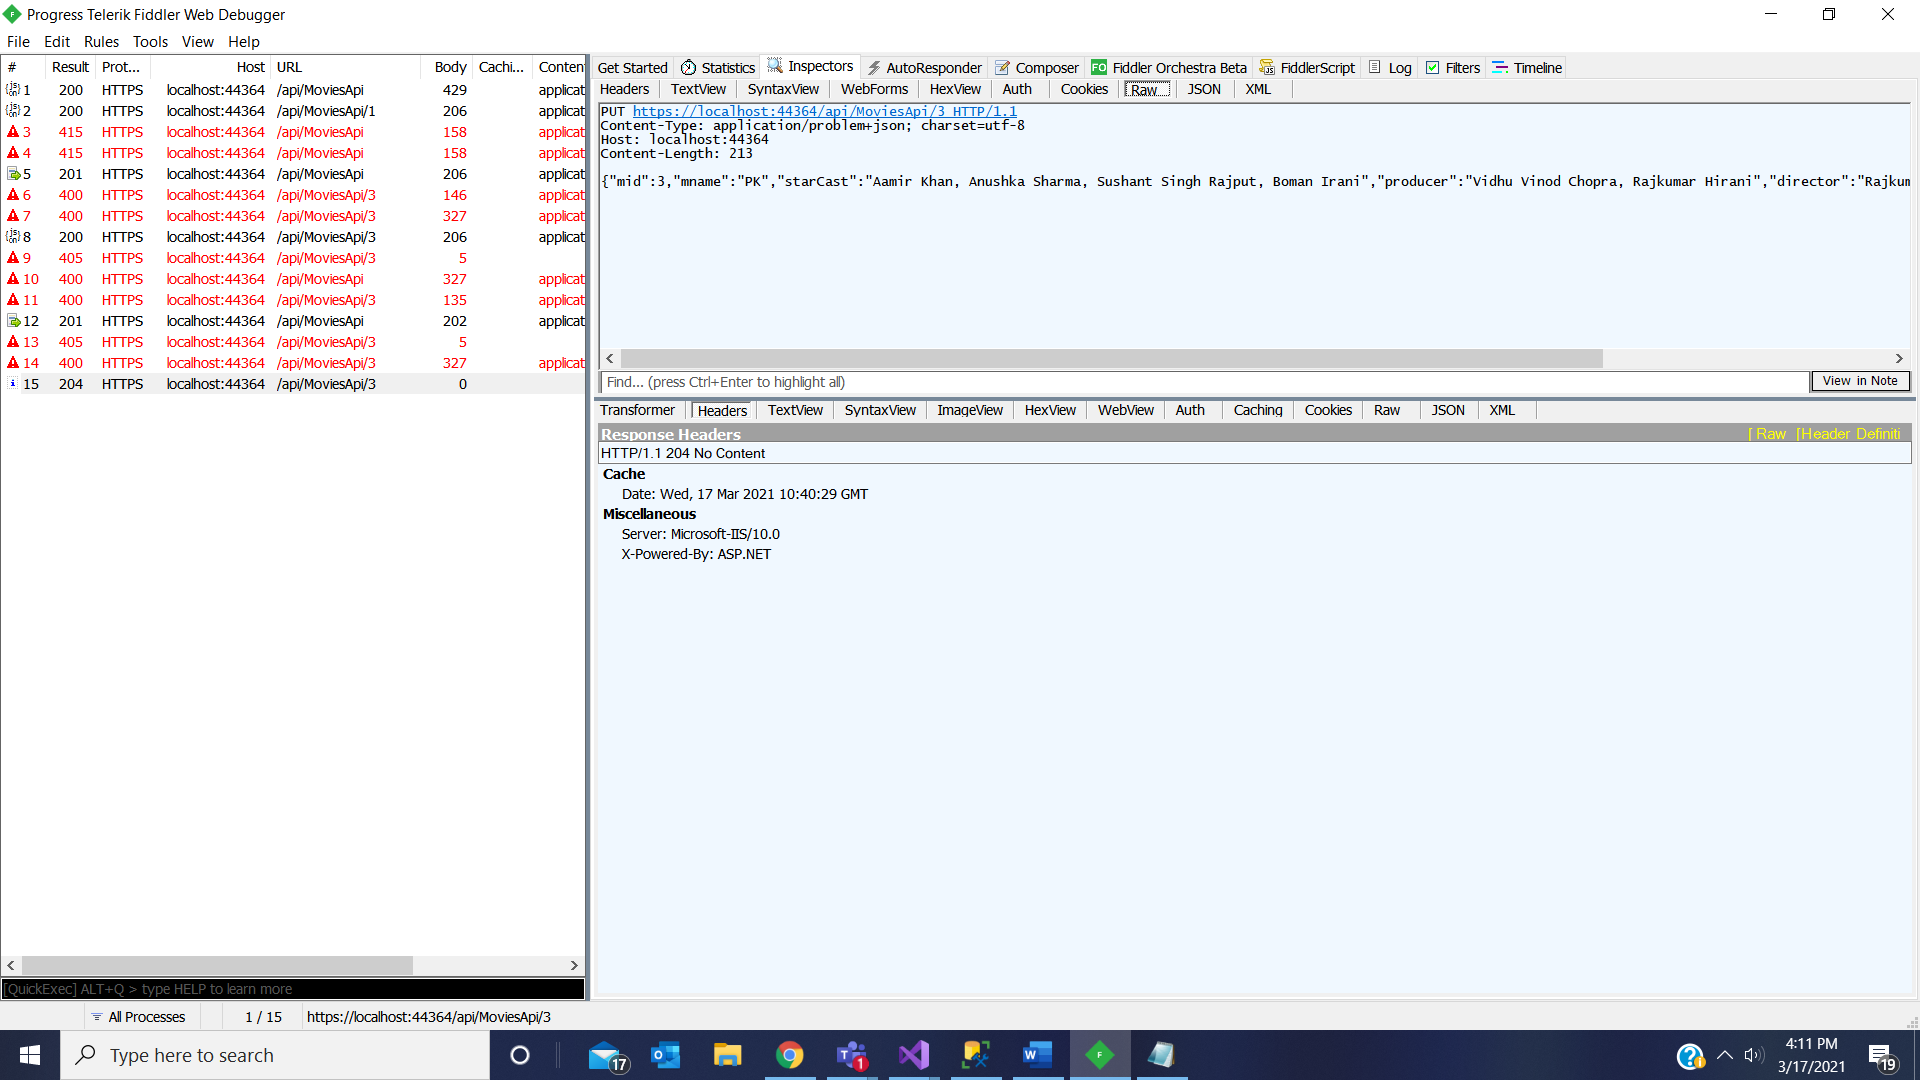 Progress Telerik Fiddler Web Debugger
File Edit Rules Tools View Help
# Result Prot... Host URL Body Cachi... Conten
1 200 HTTPS localhost:44364 /api/MoviesApi 429 applicat
2 200 HTTPS localhost:44364 /api/MoviesApi/1 206 applicat
3 415 HTTPS localhost:44364 /api/MoviesApi 158 applicat
4 415 HTTPS localhost:44364 /api/MoviesApi 158 applicat
5 201 HTTPS localhost:44364 /api/MoviesApi 206 applicat
6 400 HTTPS localhost:44364 /api/MoviesApi/3 146 applicat
7 400 HTTPS localhost:44364 /api/MoviesApi/3 327 applicat
8 200 HTTPS localhost:44364 /api/MoviesApi/3 206 applicat
9 405 HTTPS localhost:44364 /api/MoviesApi/3 5
10 400 HTTPS localhost:44364 /api/MoviesApi 327 applicat
11 400 HTTPS localhost:44364 /api/MoviesApi/3 135 applicat
12 201 HTTPS localhost:44364 /api/MoviesApi 202 applicat
13 405 HTTPS localhost:44364 /api/MoviesApi/3 5
14 400 HTTPS localhost:44364 /api/MoviesApi/3 327 applicat
15 204 HTTPS localhost:44364 /api/MoviesApi/3 0
[QuickExec] ALT+Q > type HELP to learn more
Get Started Statistics Inspectors AutoResponder Composer FO Fiddler Orchestra Beta FiddlerScript Log Filters Timeline
Headers TextView SyntaxView WebForms HexView Auth Cookies Raw JSON XML
PUT https://localhost:44364/api/MoviesApi/3 HTTP/1.1
Content-Type: application/problem+json; charset=utf-8
Host: localhost:44364
Content-Length: 213
{"mid":3,"mname":"PK","starCast":"Aamir Khan, Anushka Sharma, Sushant Singh Rajput, Boman Irani","producer":"Vidhu Vinod Chopra, Rajkumar Hirani","director":"Rajkum
Find... (press Ctrl+Enter to highlight all) View in Note
Transformer Headers TextView SyntaxView ImageView HexView WebView Auth Caching Cookies Raw JSON XML
Response Headers [ Raw [Header Definiti
HTTP/1.1 204 No Content
Cache
Date: Wed, 17 Mar 2021 10:40:29 GMT
Miscellaneous
Server: Microsoft-IIS/10.0
X-Powered-By: ASP.NET
All Processes 1 / 15 https://localhost:44364/api/MoviesApi/3
Type here to search 17 1 4:11 PM
3/17/2021 19